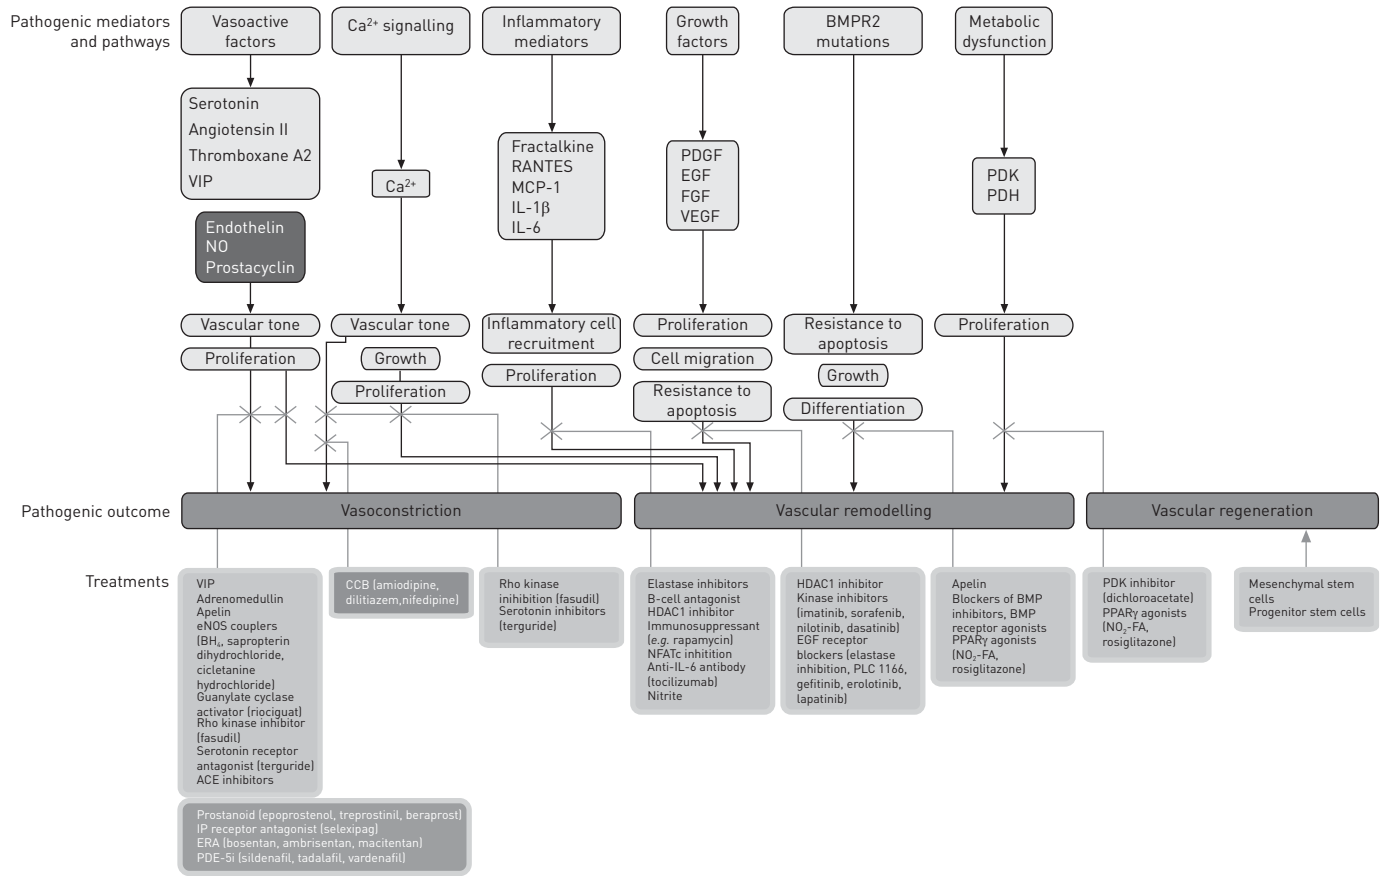 Pathogenic mediators
and pathways
Vasoactive
factors
Ca²⁺ signalling
Inflammatory
mediators
Growth
factors
BMPR2
mutations
Metabolic
dysfunction
Serotonin
Angiotensin II
Thromboxane A2
VIP
Endothelin
NO
Prostacyclin
Ca²⁺
Fractalkine
RANTES
MCP-1
IL-1β
IL-6
PDGF
EGF
FGF
VEGF
PDK
PDH
Vascular tone
Proliferation
Vascular tone
Growth
Proliferation
Inflammatory cell
recruitment
Proliferation
Proliferation
Cell migration
Resistance to
apoptosis
Resistance to
apoptosis
Growth
Differentiation
Proliferation
Pathogenic outcome
Vasoconstriction
Vascular remodelling
Vascular regeneration
Treatments
VIP
Adrenomedullin
Apelin
eNOS couplers
(BH₄, sapropterin
dihydrochloride,
cicletanine
hydrochloride)
Guanylate cyclase
activator (riociguat)
Rho kinase inhibitor
(fasudil)
Serotonin receptor
antagonist (terguride)
ACE inhibitors
Prostanoid (epoprostenol, treprostinil, beraprost)
IP receptor antagonist (selexipag)
ERA (bosentan, ambrisentan, macitentan)
PDE-5i (sildenafil, tadalafil, vardenafil)
CCB (amiodipine,
dilitiazem,nifedipine)
Rho kinase
inihibition (fasudil)
Serotonin inhibitors
(terguride)
Elastase inhibitors
B-cell antagonist
HDAC1 inhibitor
Immunosuppressant
(e.g. rapamycin)
NFATc inhitition
Anti-IL-6 antibody
(tocilizumab)
Nitrite
HDAC1 inhibitor
Kinase inhibitors
(imatinib, sorafenib,
nilotinib, dasatinib)
EGF receptor
blockers (elastase
inhibition, PLC 1166,
gefitinib, erolotinib,
lapatinib)
Apelin
Blockers of BMP
inhibitors, BMP
receptor agonists
PPARγ agonists
(NO₂-FA,
rosiglitazone)
PDK inhibitor
(dichloroacetate)
PPARγ agonists
(NO₂-FA,
rosiglitazone)
Mesenchymal stem
cells
Progenitor stem cells